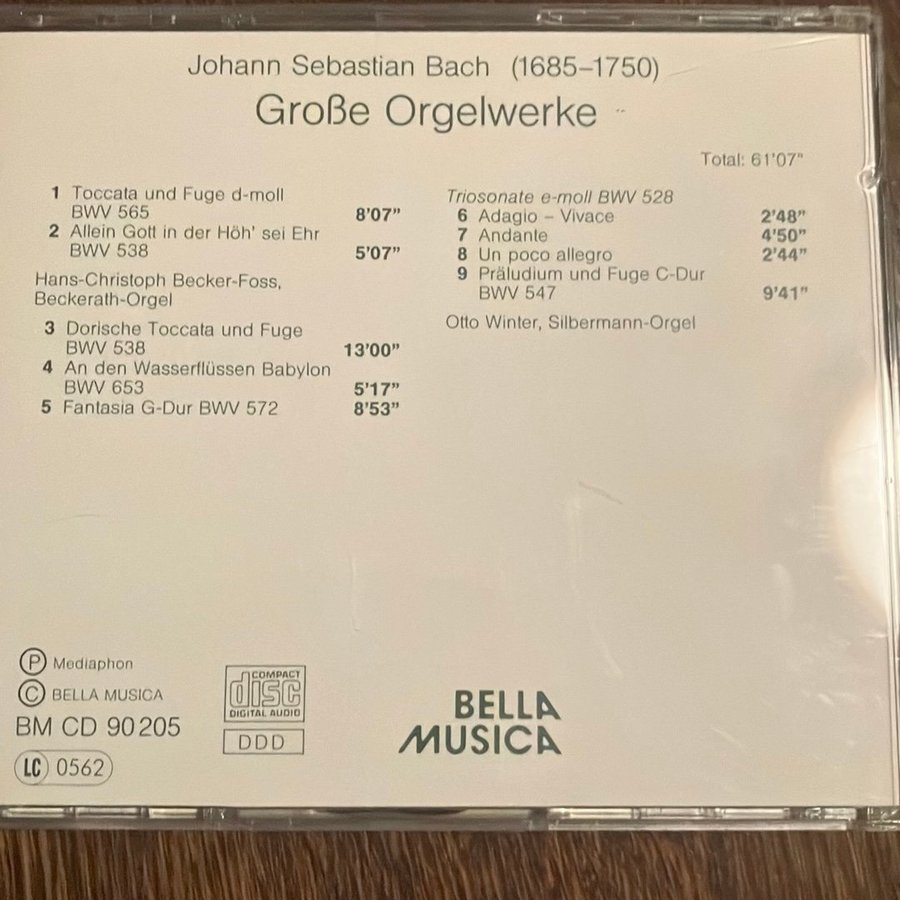 Johann Sebastian Bach (1685–1750)
Große Orgelwerke
Total: 61'07"
1 Toccata und Fuge d-moll
BWV 565 8'07"
2 Allein Gott in der Höh' sei Ehr
BWV 538 5'07"
Hans-Christoph Becker-Foss,
Beckerath-Orgel
3 Dorische Toccata und Fuge
BWV 538 13'00"
4 An den Wasserflüssen Babylon
BWV 653 5'17"
5 Fantasia G-Dur BWV 572 8'53"
Triosonate e-moll BWV 528
6 Adagio – Vivace 2'48"
7 Andante 4'50"
8 Un poco allegro 2'44"
9 Präludium und Fuge C-Dur
BWV 547 9'41"
Otto Winter, Silbermann-Orgel
Ⓟ Mediaphon
Ⓒ BELLA MUSICA
BM CD 90205
LC 0562
COMPACT
disc
DIGITAL AUDIO
DDD
BELLA
MUSICA